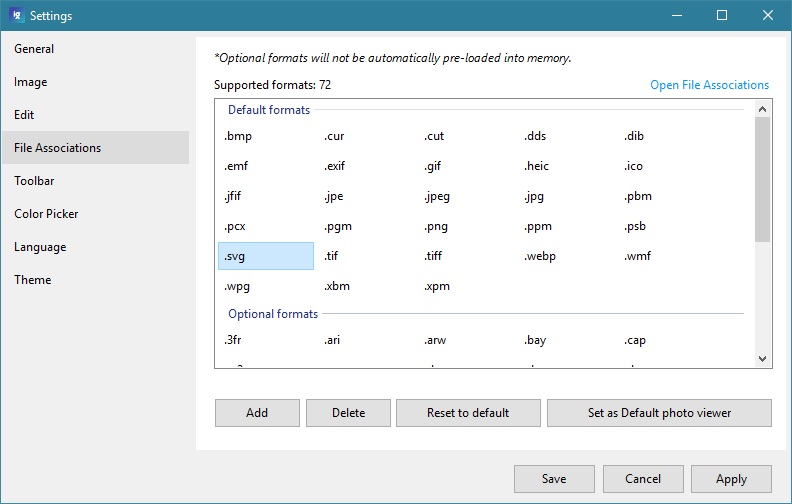 Settings
General
Image
Edit
File Associations
Toolbar
Color Picker
Language
Theme
*Optional formats will not be automatically pre-loaded into memory.
Supported formats: 72 Open File Associations
Default formats
.bmp .cur .cut .dds .dib
.emf .exif .gif .heic .ico
.jfif .jpe .jpeg .jpg .pbm
.pcx .pgm .png .ppm .psb
.svg .tif .tiff .webp .wmf
.wpg .xbm .xpm
Optional formats
.3fr .ari .arw .bay .cap
Add Delete Reset to default Set as Default photo viewer
Save Cancel Apply